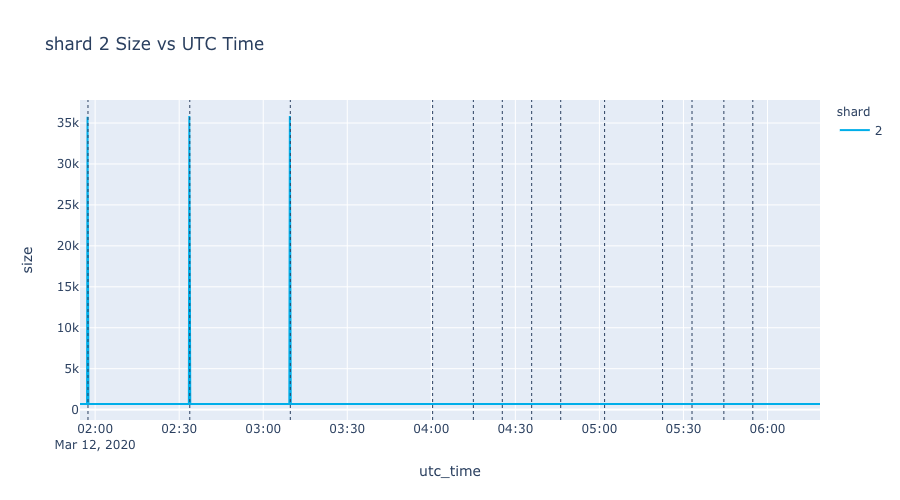 shard 2 Size vs UTC Time
shard
2
35k
30k
25k
20k
15k
10k
5k
0
size
02:00 02:30 03:00 03:30 04:00 04:30 05:00 05:30 06:00
Mar 12, 2020
utc_time